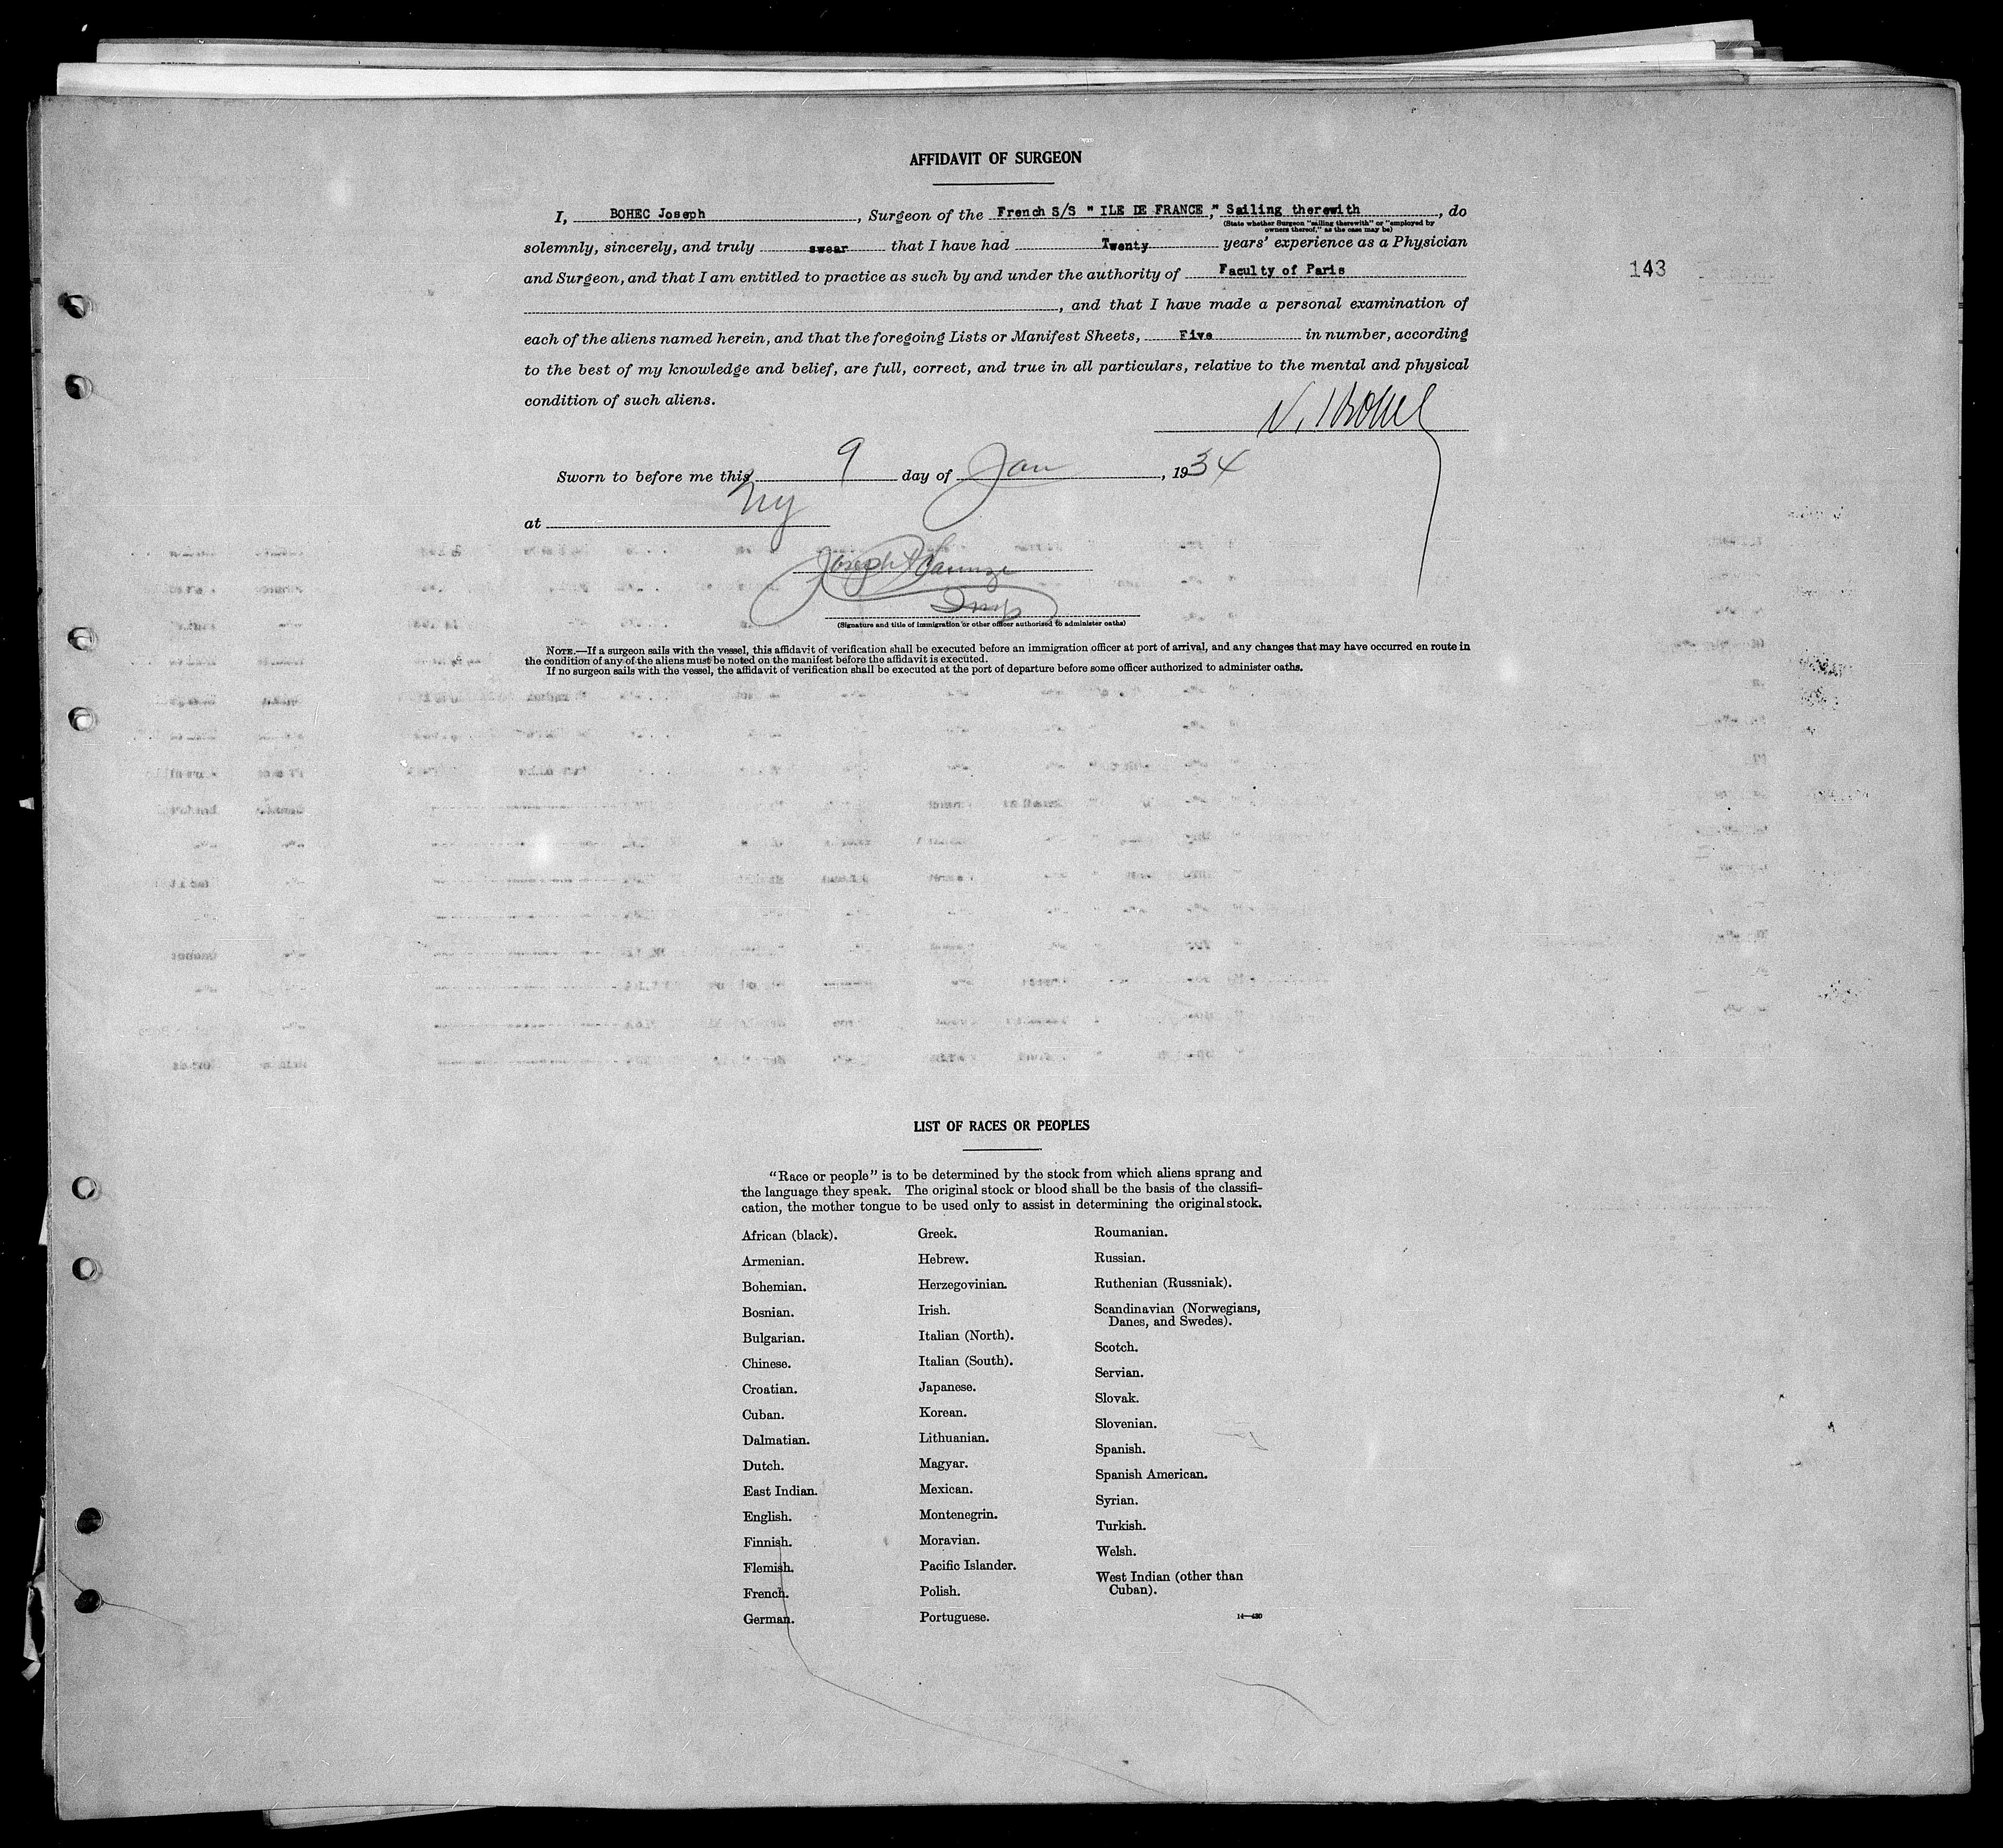 AFFIDAVIT OF SURGEON
I, BOHEC Joseph, Surgeon of the French S/S " ILE DE FRANCE," Sailing therewith, do
(State whether Surgeon "sailing therewith" or "employed by
owners thereof," as the case may be)
solemnly, sincerely, and truly swear that I have had Twenty years' experience as a Physician
and Surgeon, and that I am entitled to practice as such by and under the authority of Faculty of Paris
143
, and that I have made a personal examination of
each of the aliens named herein, and that the foregoing Lists or Manifest Sheets, Five in number, according
to the best of my knowledge and belief, are full, correct, and true in all particulars, relative to the mental and physical
condition of such aliens.
Sworn to before me this 9 day of Jan, 1934
at NY
Joseph
Insp
(Signature and title of immigration or other officer authorized to administer oaths)
NOTE.—If a surgeon sails with the vessel, this affidavit of verification shall be executed before an immigration officer at port of arrival, and any changes that may have occurred en route in
the condition of any of the aliens must be noted on the manifest before the affidavit is executed.
If no surgeon sails with the vessel, the affidavit of verification shall be executed at the port of departure before some officer authorized to administer oaths.
LIST OF RACES OR PEOPLES
"Race or people" is to be determined by the stock from which aliens sprang and
the language they speak. The original stock or blood shall be the basis of the classifi-
cation, the mother tongue to be used only to assist in determining the original stock.
African (black).
Armenian.
Bohemian.
Bosnian.
Bulgarian.
Chinese.
Croatian.
Cuban.
Dalmatian.
Dutch.
East Indian.
English.
Finnish.
Flemish.
French.
German.
Greek.
Hebrew.
Herzegovinian.
Irish.
Italian (North).
Italian (South).
Japanese.
Korean.
Lithuanian.
Magyar.
Mexican.
Montenegrin.
Moravian.
Pacific Islander.
Polish.
Portuguese.
Roumanian.
Russian.
Ruthenian (Russniak).
Scandinavian (Norwegians,
Danes, and Swedes).
Scotch.
Servian.
Slovak.
Slovenian.
Spanish.
Spanish American.
Syrian.
Turkish.
Welsh.
West Indian (other than
Cuban).
14—430